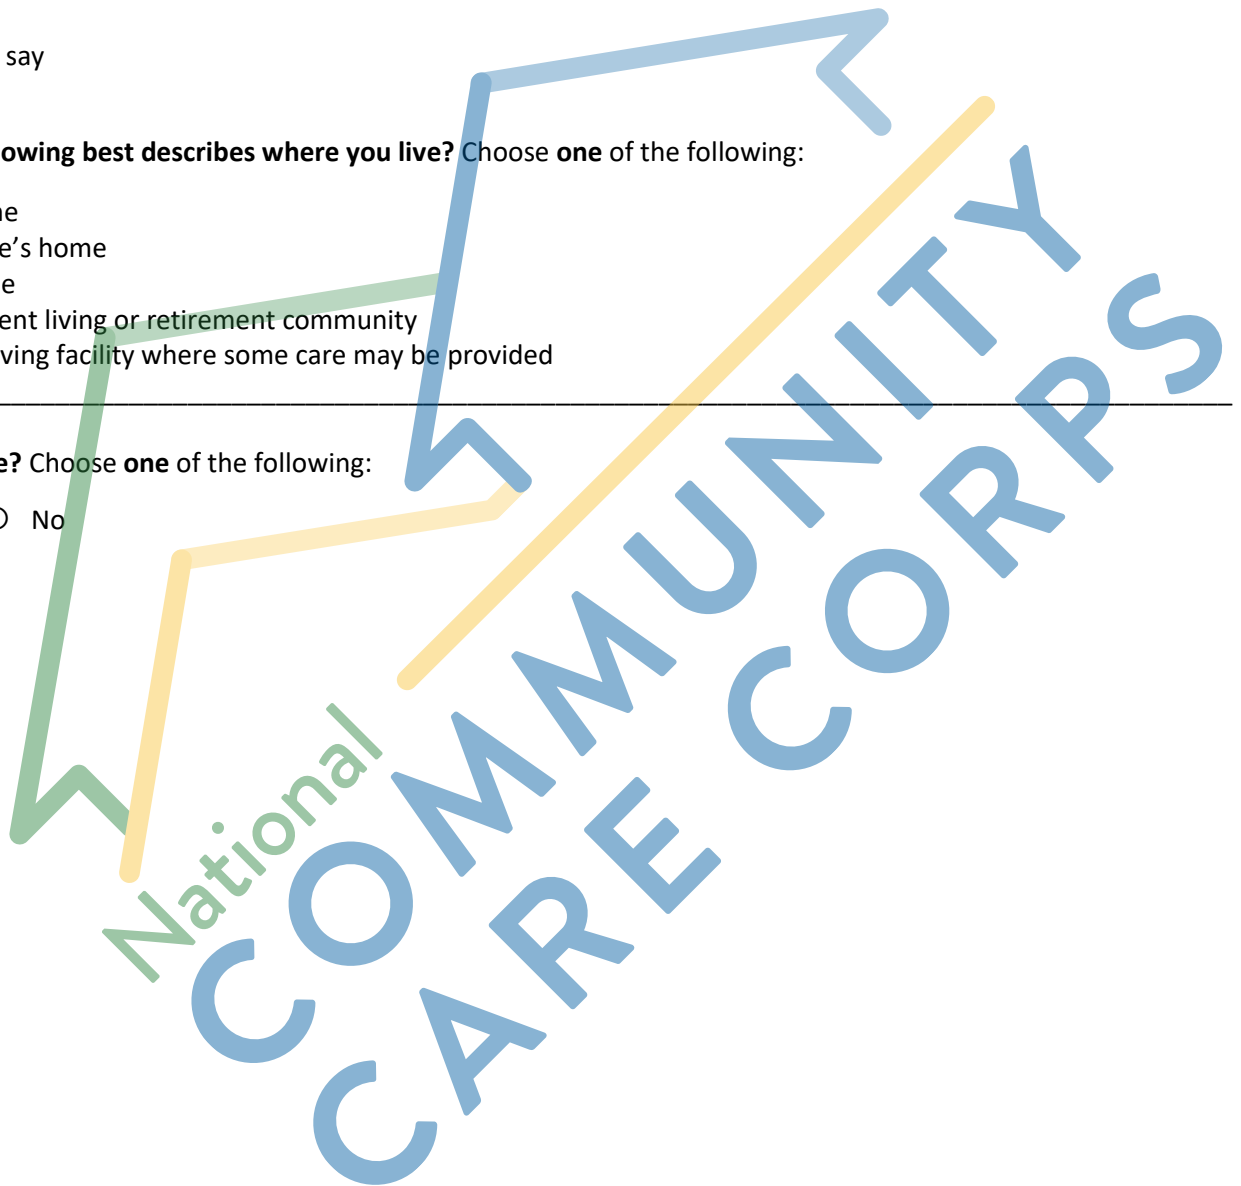 say
owing best describes where you live? Choose one of the following:
ne
e's home
e
ent living or retirement community
ving facility where some care may be provided
e? Choose one of the following:
No
National
COMMUNITY
CARE CORPS